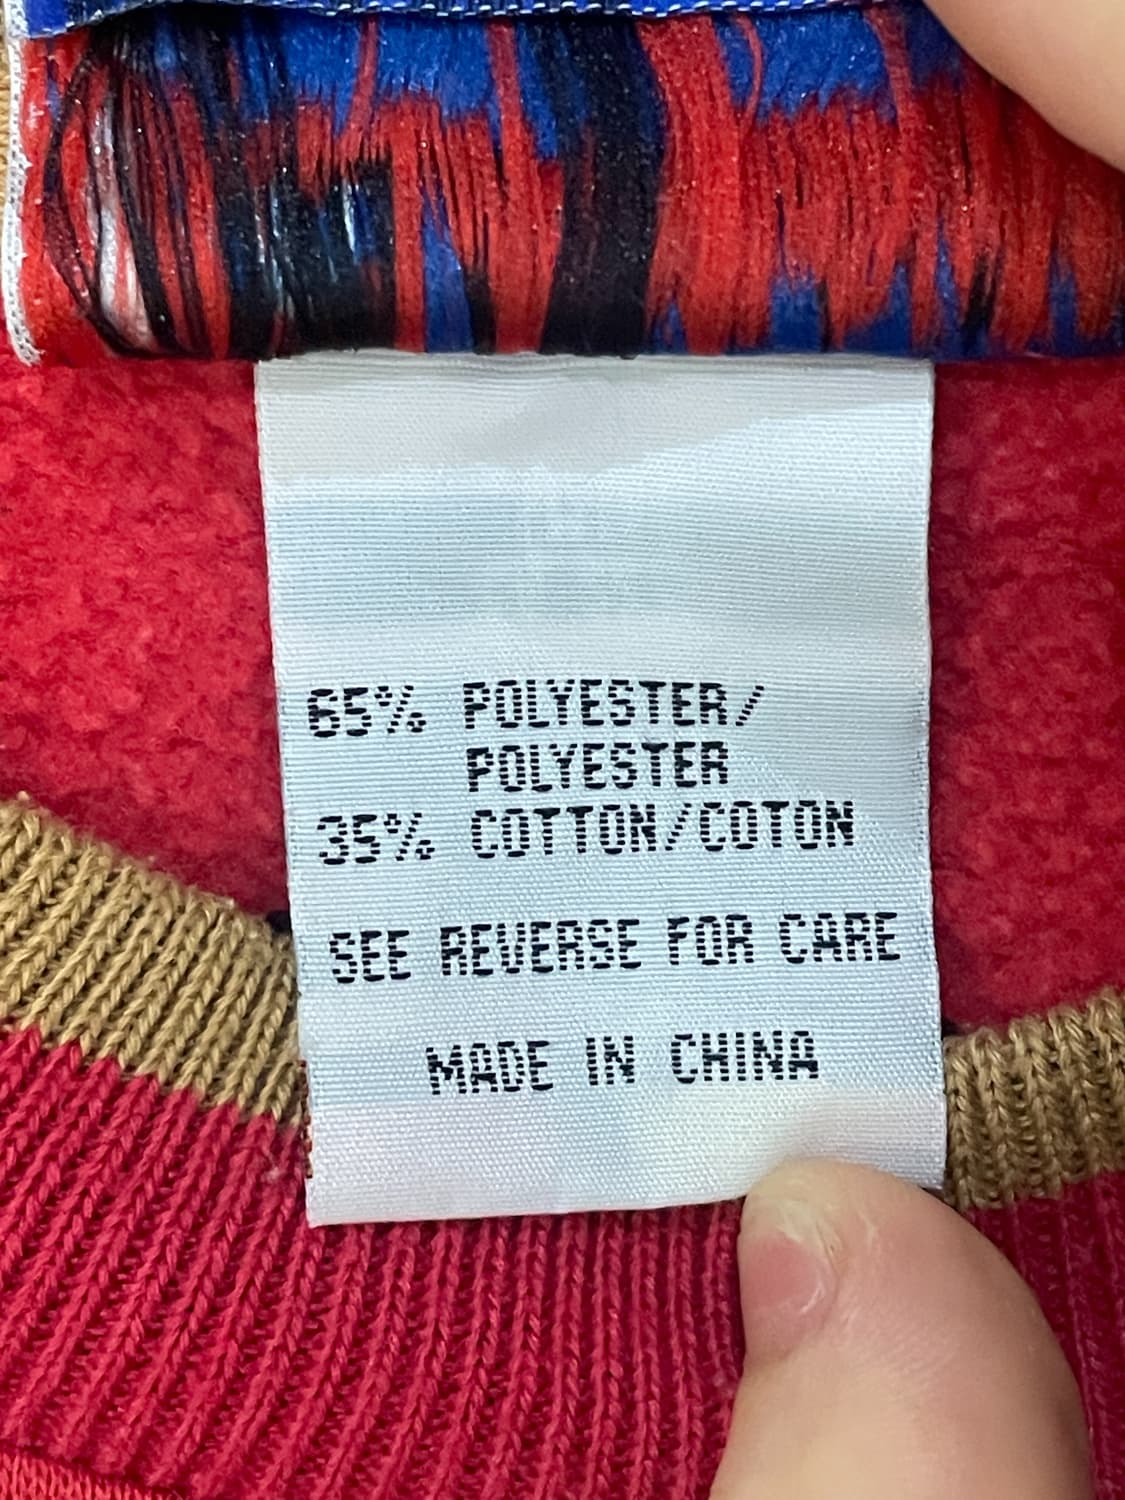 65% POLYESTER/
POLYESTER
35% COTTON/COTON
SEE REVERSE FOR CARE
MADE IN CHINA